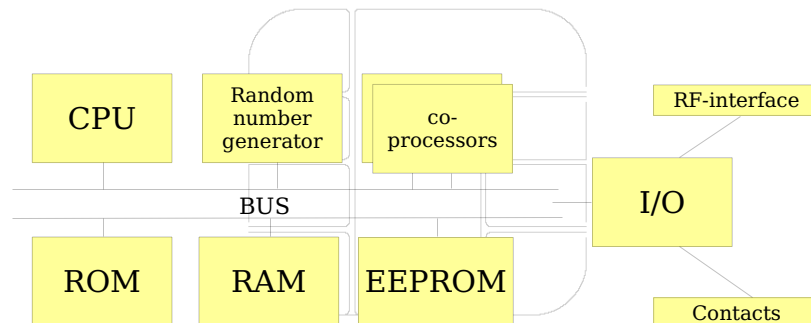 CPU
Random
number
generator
co-
processors
RF-interface
BUS
I/O
ROM
RAM
EEPROM
Contacts